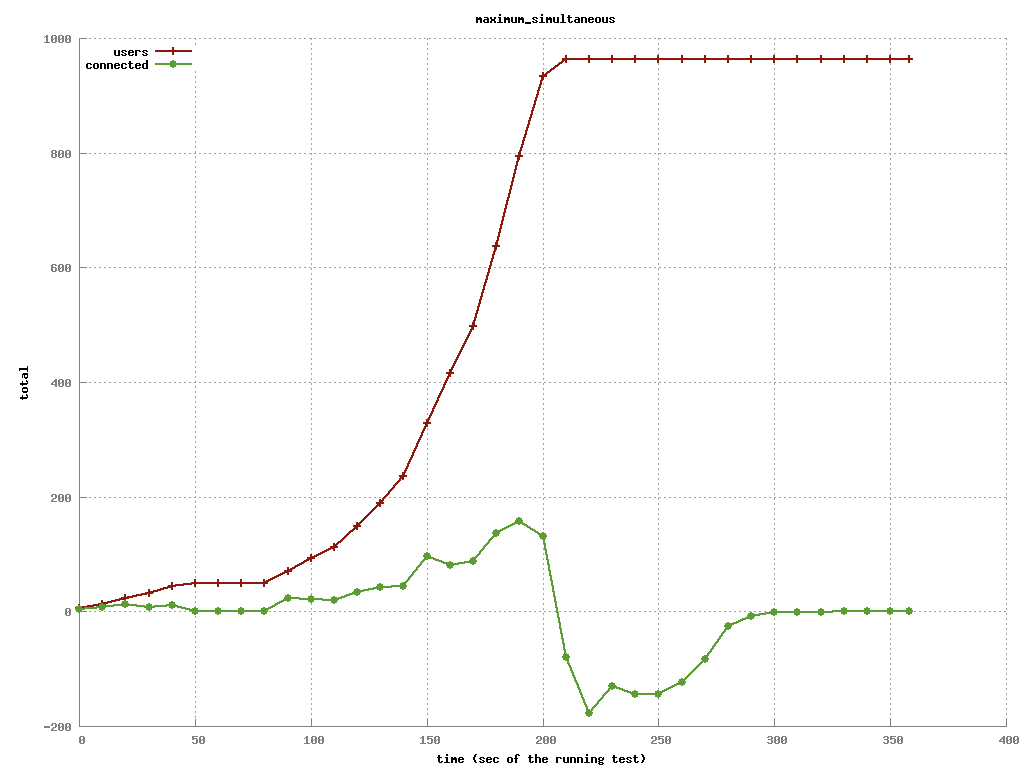 maximum_simultaneous
1000
users
connected
800
600
400
total
200
0
-200
0 50 100 150 200 250 300 350 400
time (sec of the running test)